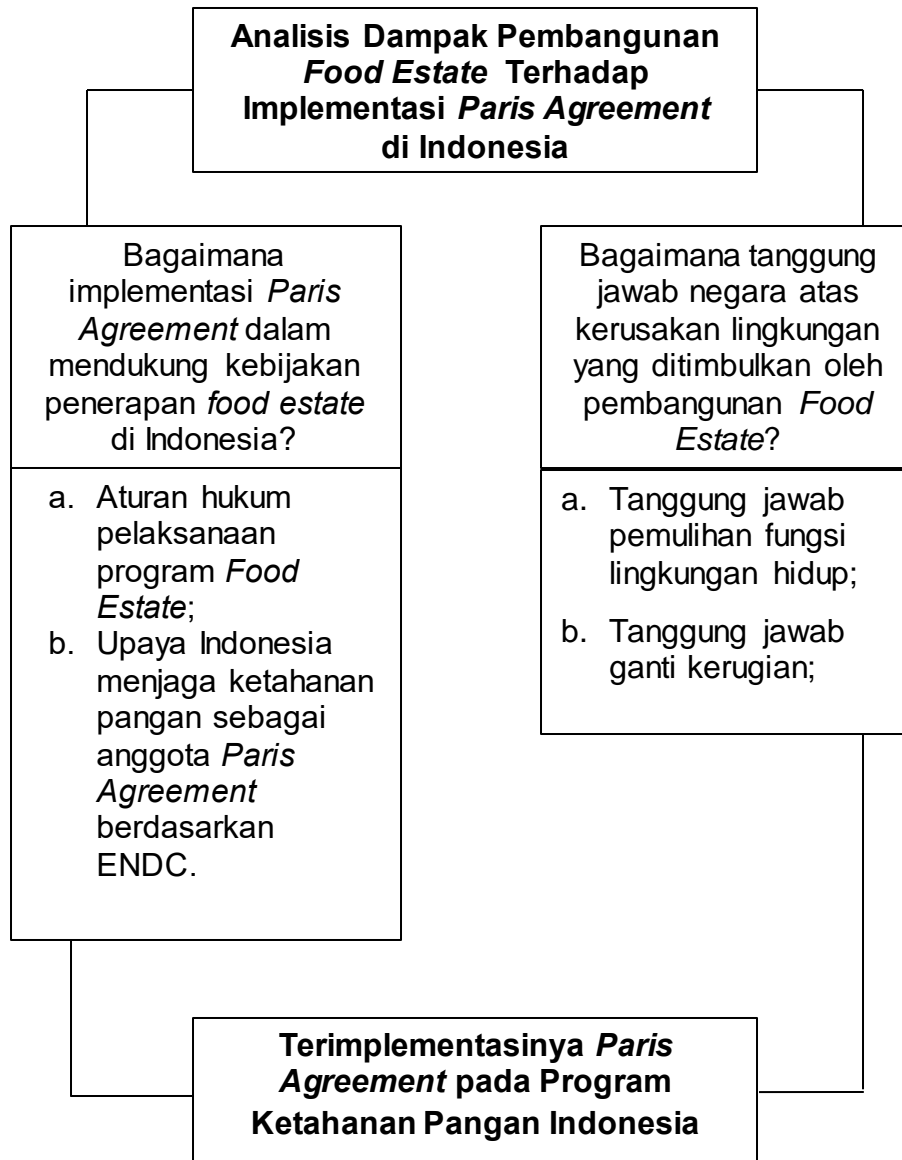 Analisis Dampak Pembangunan
Food Estate Terhadap
Implementasi Paris Agreement
di Indonesia
Bagaimana
implementasi Paris
Agreement dalam
mendukung kebijakan
penerapan food estate
di Indonesia?
a. Aturan hukum
pelaksanaan
program Food
Estate;
b. Upaya Indonesia
menjaga ketahanan
pangan sebagai
anggota Paris
Agreement
berdasarkan
ENDC.
Bagaimana tanggung
jawab negara atas
kerusakan lingkungan
yang ditimbulkan oleh
pembangunan Food
Estate?
a. Tanggung jawab
pemulihan fungsi
lingkungan hidup;
b. Tanggung jawab
ganti kerugian;
Terimplementasinya Paris
Agreement pada Program
Ketahanan Pangan Indonesia